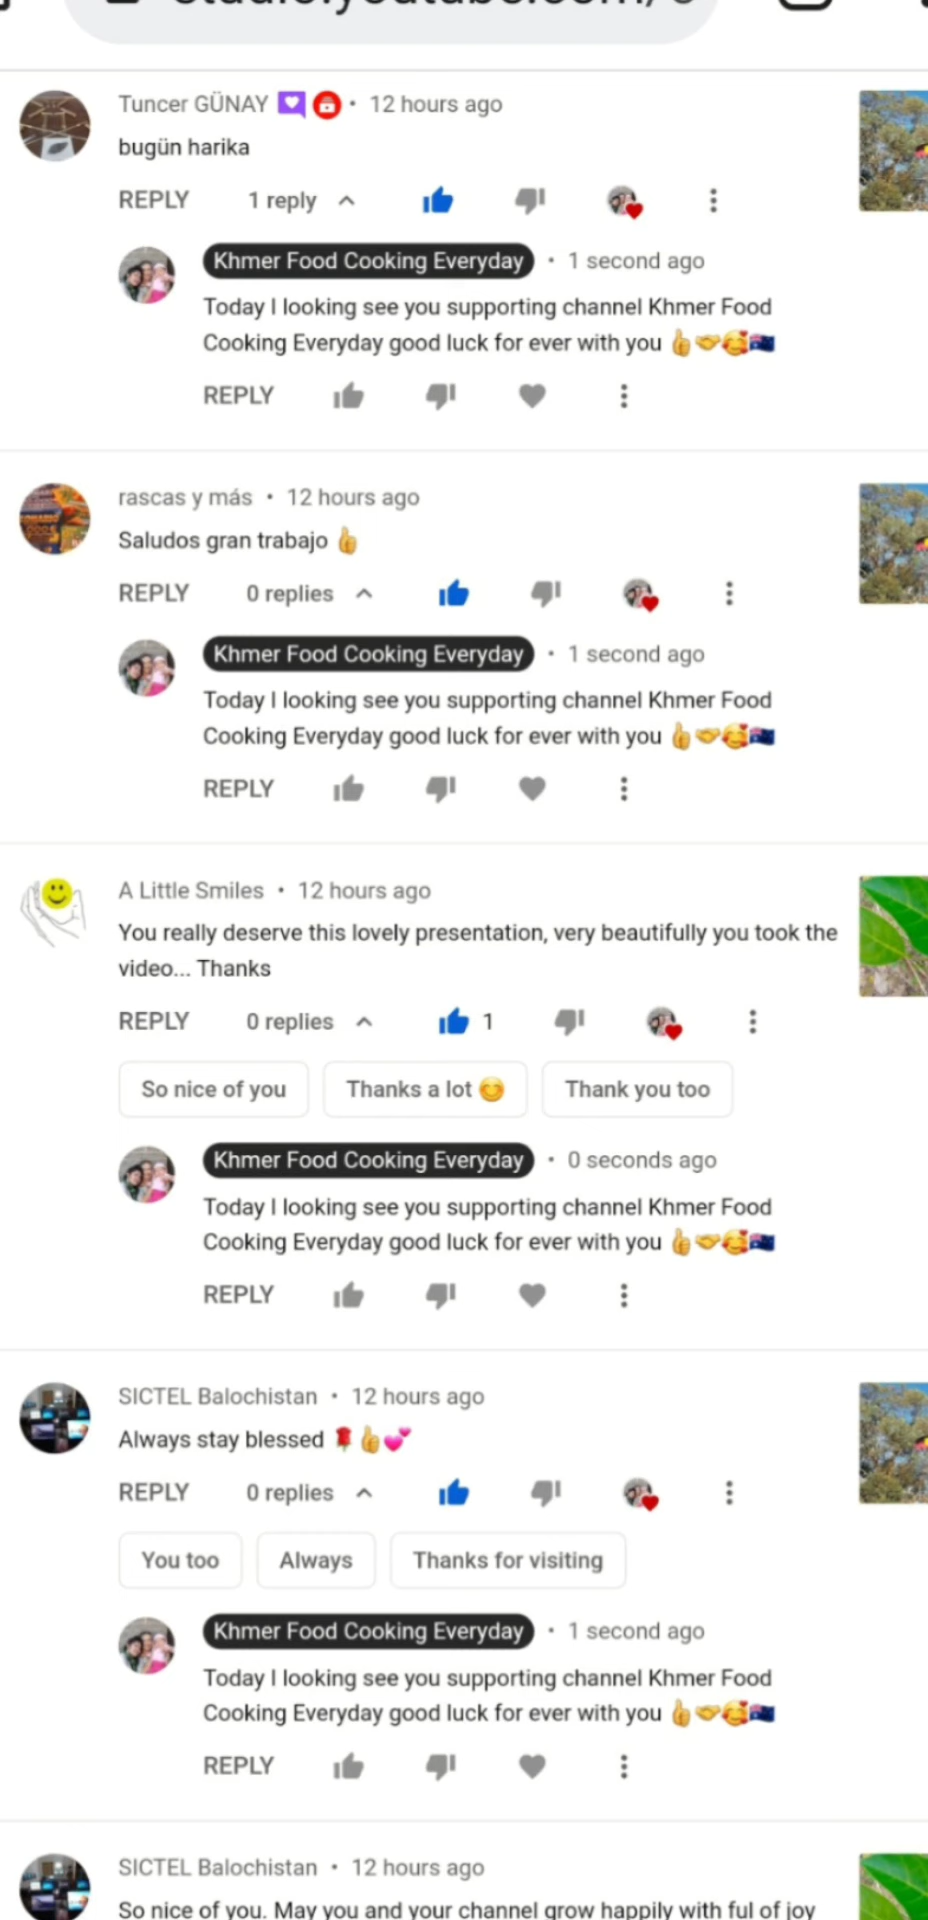 Tuncer GÜNAY • 12 hours ago
bugün harika
REPLY 1 reply
Khmer Food Cooking Everyday • 1 second ago
Today I looking see you supporting channel Khmer Food
Cooking Everyday good luck for ever with you 👍🤝🥰🇦🇺
REPLY
rascas y más • 12 hours ago
Saludos gran trabajo 👍
REPLY 0 replies
Khmer Food Cooking Everyday • 1 second ago
Today I looking see you supporting channel Khmer Food
Cooking Everyday good luck for ever with you 👍🤝🥰🇦🇺
REPLY
A Little Smiles • 12 hours ago
You really deserve this lovely presentation, very beautifully you took the
video... Thanks
REPLY 0 replies 1
So nice of you Thanks a lot 😊 Thank you too
Khmer Food Cooking Everyday • 0 seconds ago
Today I looking see you supporting channel Khmer Food
Cooking Everyday good luck for ever with you 👍🤝🥰🇦🇺
REPLY
SICTEL Balochistan • 12 hours ago
Always stay blessed 🌹👍💕
REPLY 0 replies
You too Always Thanks for visiting
Khmer Food Cooking Everyday • 1 second ago
Today I looking see you supporting channel Khmer Food
Cooking Everyday good luck for ever with you 👍🤝🥰🇦🇺
REPLY
SICTEL Balochistan • 12 hours ago
So nice of you. May you and your channel grow happily with ful of joy